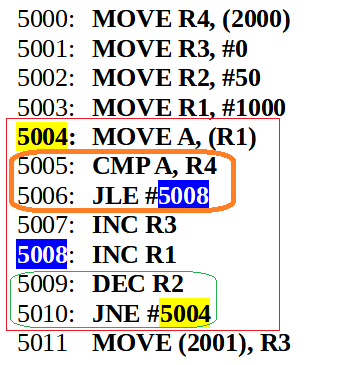 5000: MOVE R4, (2000)
5001: MOVE R3, #0
5002: MOVE R2, #50
5003: MOVE R1, #1000
5004: MOVE A, (R1)
5005: CMP A, R4
5006: JLE #5008
5007: INC R3
5008: INC R1
5009: DEC R2
5010: JNE #5004
5011 MOVE (2001), R3